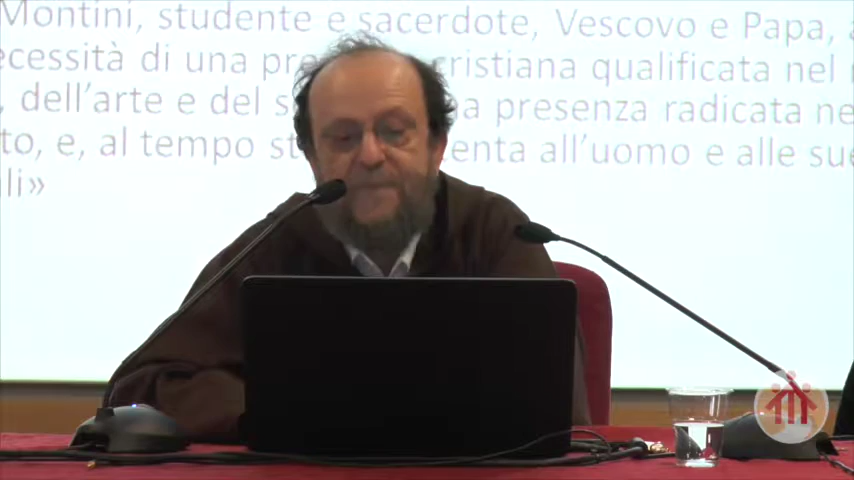 Montini, studente e sacerdote, Vescovo e Papa, a
ecessità di una pre cristiana qualificata nel
, dell'arte e del s a presenza radicata ne
to, e, al tempo st enta all'uomo e alle sue
li»